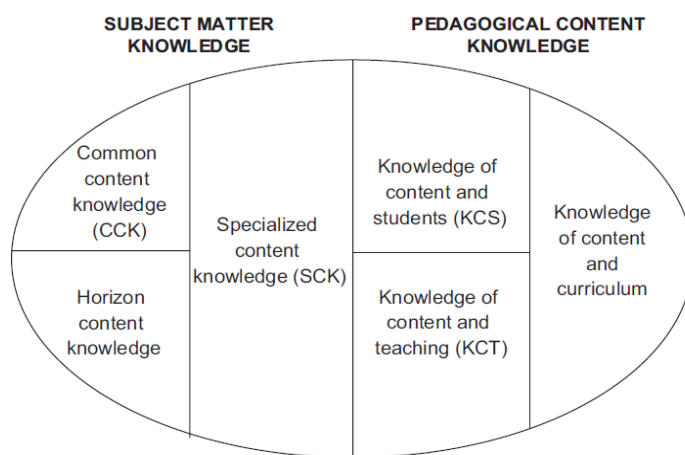 SUBJECT MATTER
KNOWLEDGE
PEDAGOGICAL CONTENT
KNOWLEDGE
Common
content
knowledge
(CCK)
Horizon
content
knowledge
Specialized
content
knowledge (SCK)
Knowledge of
content and
students (KCS)
Knowledge of
content and
teaching (KCT)
Knowledge
of content
and
curriculum